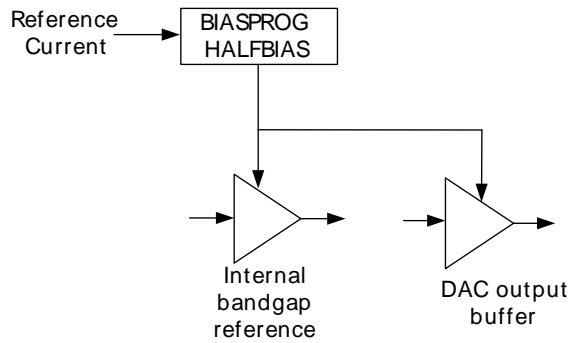 Reference
Current
BIASPROG
HALFBIAS
Internal
bandgap
reference
DAC output
buffer